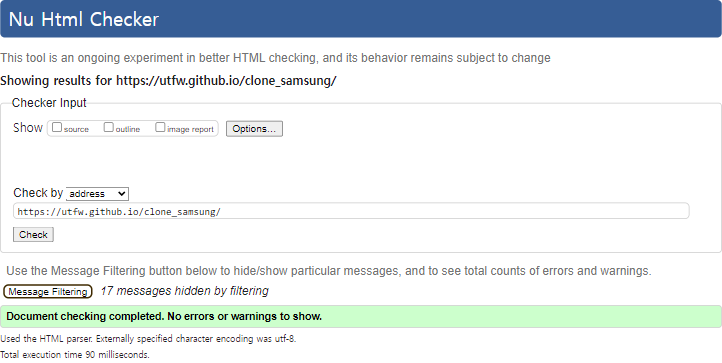 Nu Html Checker
This tool is an ongoing experiment in better HTML checking, and its behavior remains subject to change
Showing results for https://utfw.github.io/clone_samsung/
Checker Input
Show source outline image report Options...
Check by address
https://utfw.github.io/clone_samsung/
Check
Use the Message Filtering button below to hide/show particular messages, and to see total counts of errors and warnings.
Message Filtering 17 messages hidden by filtering
Document checking completed. No errors or warnings to show.
Used the HTML parser. Externally specified character encoding was utf-8.
Total execution time 90 milliseconds.